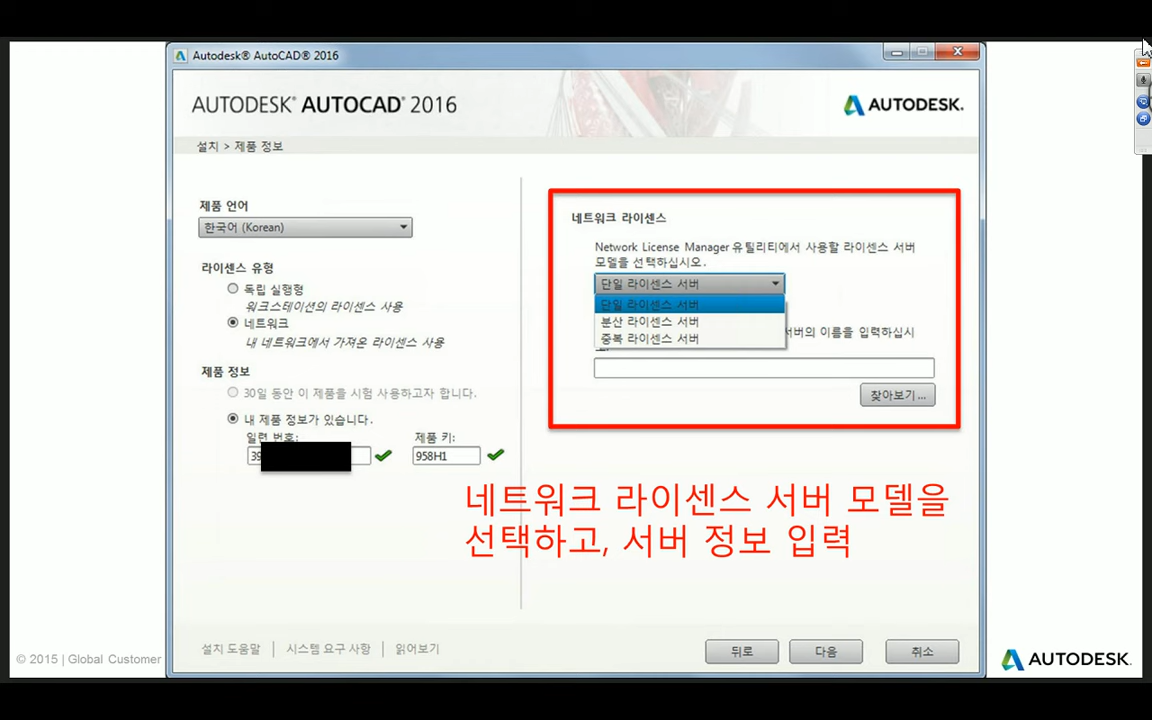 Autodesk® AutoCAD® 2016
AUTODESK® AUTOCAD® 2016
AUTODESK.
설치 > 제품 정보
제품 언어
한국어 (Korean)
라이센스 유형
독립 실행형
워크스테이션의 라이센스 사용
네트워크
내 네트워크에서 가져온 라이센스 사용
제품 정보
30일 동안 이 제품을 시험 사용하고자 합니다.
내 제품 정보가 있습니다.
일련 번호:
제품 키:
39
958H1
네트워크 라이센스
Network License Manager 유틸리티에서 사용할 라이센스 서버
모델을 선택하십시오.
단일 라이센스 서버
단일 라이센스 서버
분산 라이센스 서버
중복 라이센스 서버
서버의 이름을 입력하십시
찾아보기 ...
네트워크 라이센스 서버 모델을
선택하고, 서버 정보 입력
설치 도움말
시스템 요구 사항
읽어보기
뒤로
다음
취소
© 2015 | Global Customer
AUTODESK.